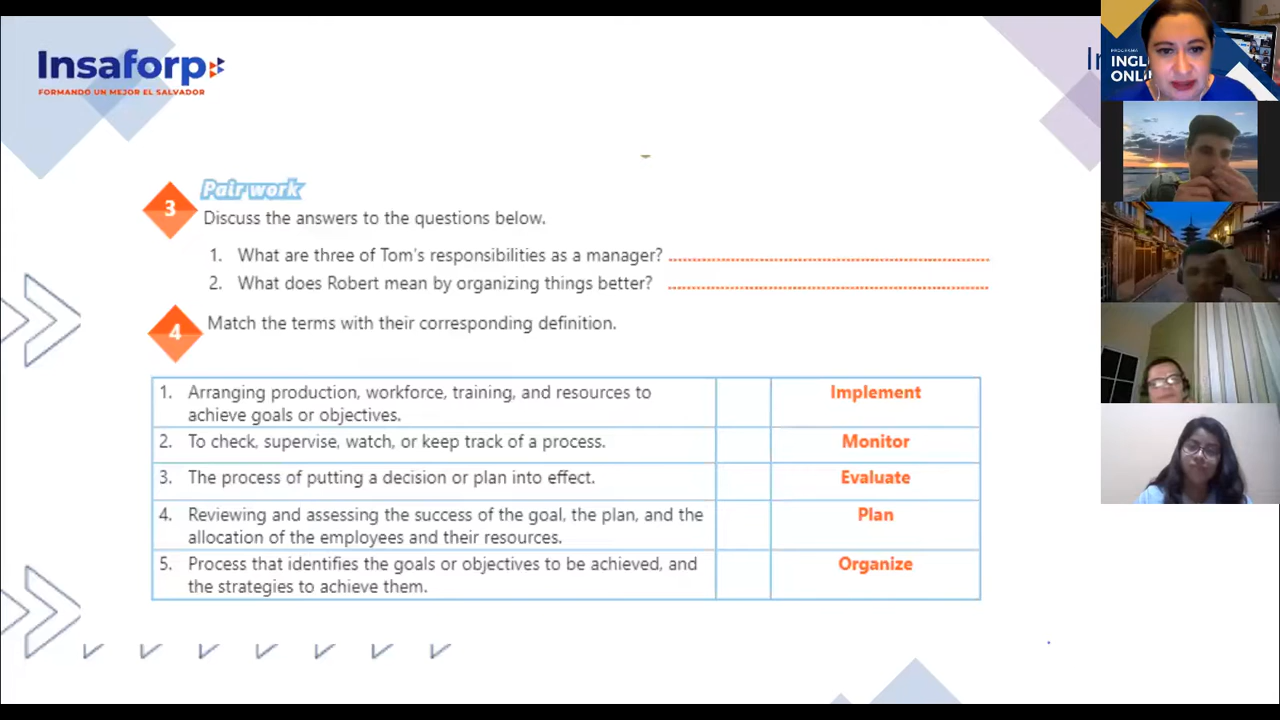 Insaforp
FORMANDO UN MEJOR EL SALVADOR
PROGRAMA
INGL
ONLI
3
Pair work
Discuss the answers to the questions below.
1. What are three of Tom's responsibilities as a manager?
2. What does Robert mean by organizing things better?
4
Match the terms with their corresponding definition.
1. Arranging production, workforce, training, and resources to
achieve goals or objectives.
Implement
2. To check, supervise, watch, or keep track of a process.
Monitor
3. The process of putting a decision or plan into effect.
Evaluate
4. Reviewing and assessing the success of the goal, the plan, and the
allocation of the employees and their resources.
Plan
5. Process that identifies the goals or objectives to be achieved, and
the strategies to achieve them.
Organize